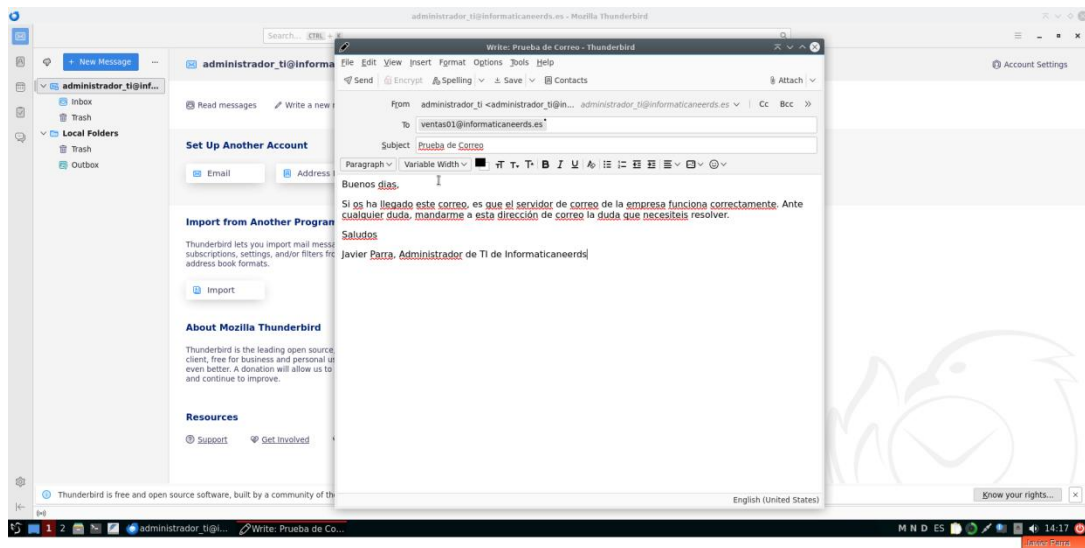 administrador_ti@informaticaneerds.es - Mozilla Thunderbird
Search... CTRL + K
+ New Message
administrador_ti@inf...
Inbox
Trash
Local Folders
Trash
Outbox
administrador_ti@informa
Account Settings
Read messages
Write a new
Set Up Another Account
Email
Address
Import from Another Program
Thunderbird lets you import mail messa
subscriptions, settings, and/or filters fro
address book formats.
Import
About Mozilla Thunderbird
Thunderbird is the leading open source
client, free for business and personal u
even better. A donation will allow us to
and continue to improve.
Resources
Support
Get Involved
Thunderbird is free and open source software, built by a community of th
Know your rights...
Write: Prueba de Correo - Thunderbird
File Edit View Insert Format Options Tools Help
Send Encrypt Spelling Save Contacts Attach
From administrador_ti <administrador_ti@in... administrador_ti@informaticaneerds.es Cc Bcc
To ventas01@informaticaneerds.es
Subject Prueba de Correo
Paragraph Variable Width
Buenos dias,
Si os ha llegado este correo, es que el servidor de correo de la empresa funciona correctamente. Ante
cualquier duda, mandarme a esta dirección de correo la duda que necesiteis resolver.
Saludos
Javier Parra, Administrador de TI de Informaticaneerds
English (United States)
1 2 administrador_ti@i... Write: Prueba de Co... M N D ES 14:17
Javier Parra